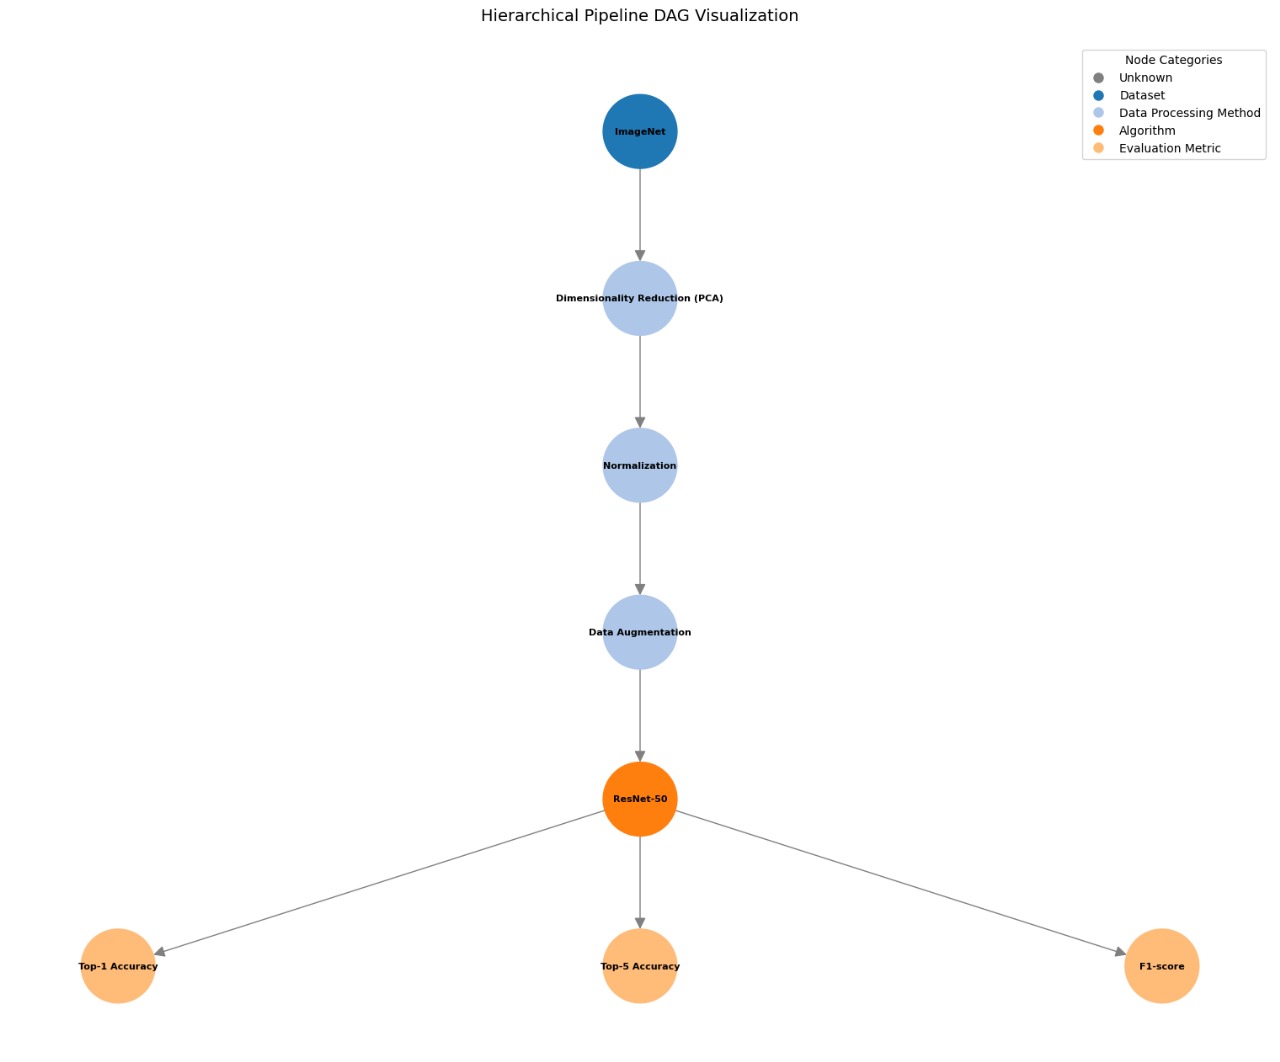 Hierarchical Pipeline DAG Visualization
Node Categories
Unknown
Dataset
Data Processing Method
Algorithm
Evaluation Metric
ImageNet
Dimensionality Reduction (PCA)
Normalization
Data Augmentation
ResNet-50
Top-1 Accuracy
Top-5 Accuracy
F1-score